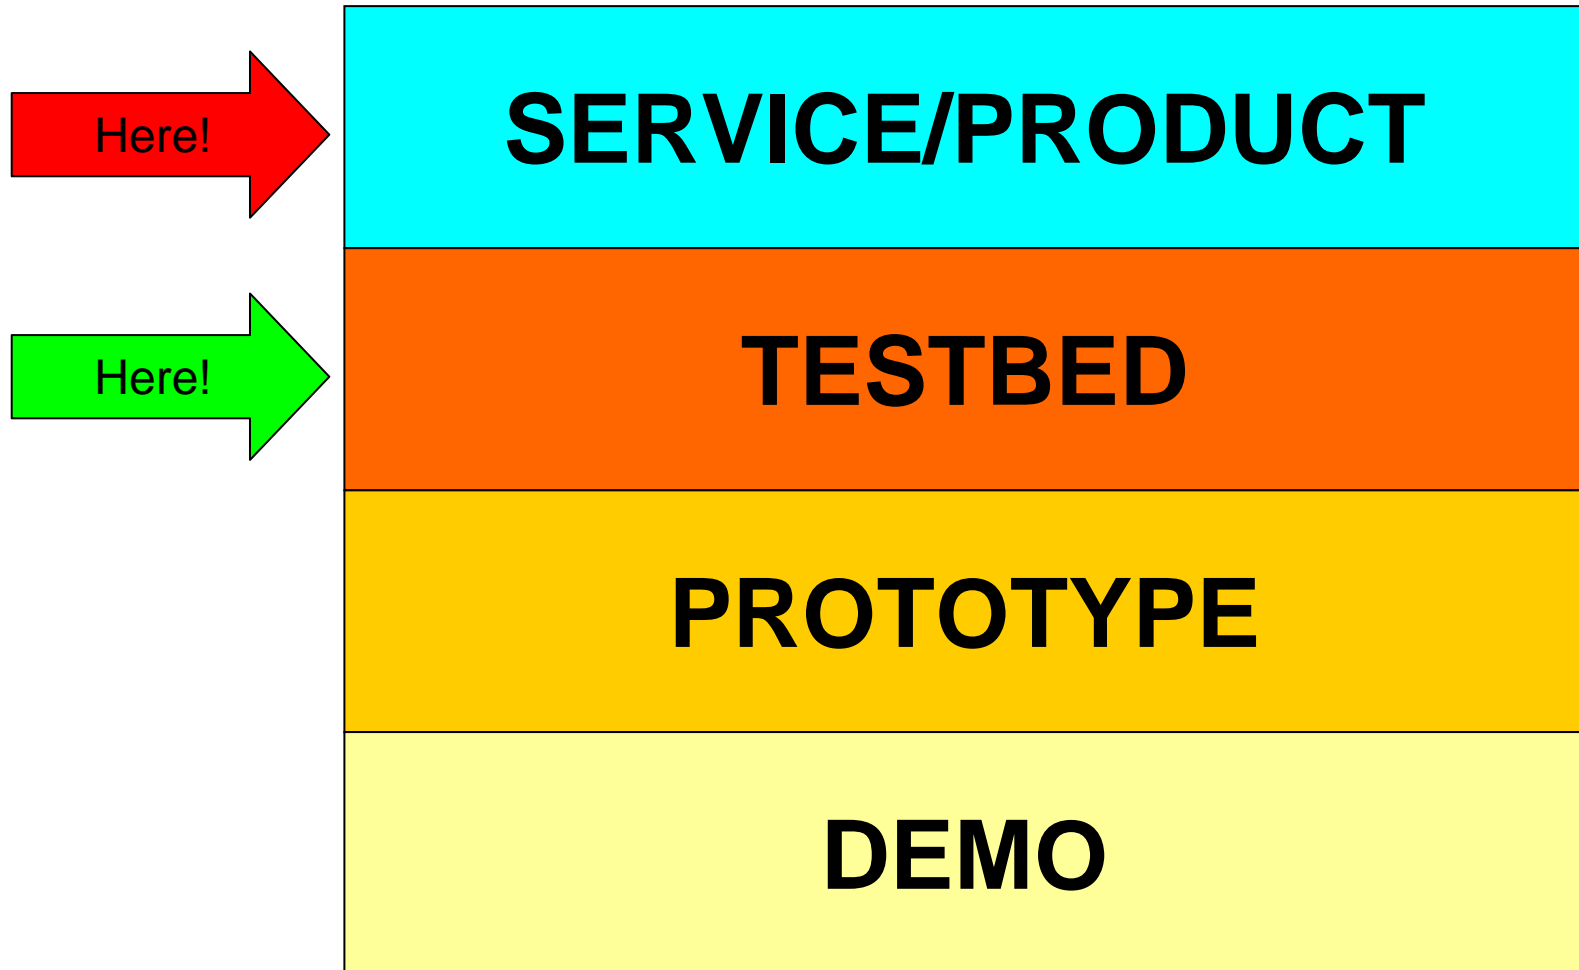 Here!
SERVICE/PRODUCT
Here!
TESTBED
PROTOTYPE
DEMO